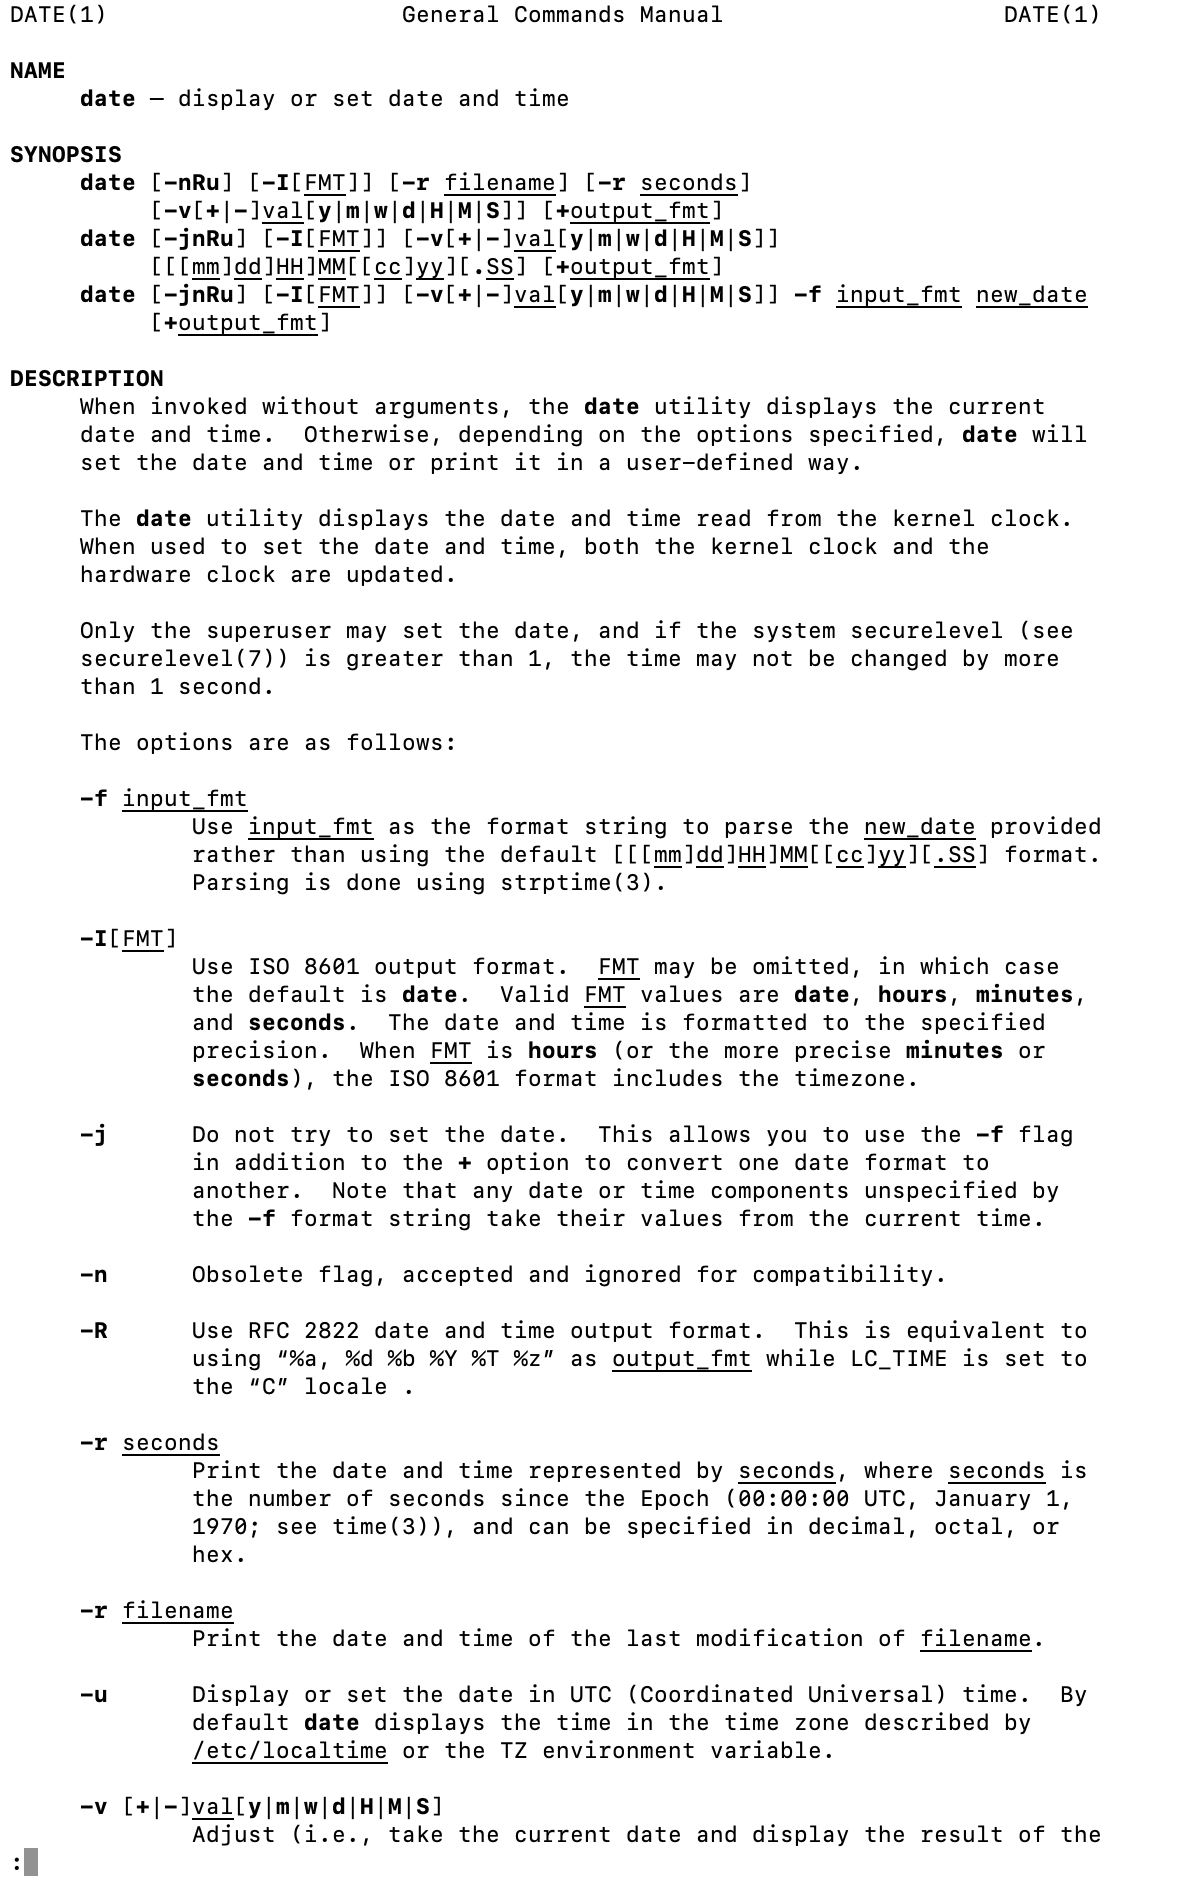 DATE(1)                     General Commands Manual                    DATE(1)

NAME
     date – display or set date and time

SYNOPSIS
     date [-nRu] [-I[FMT]] [-r filename] [-r seconds]
          [-v[+|-]val[y|m|w|d|H|M|S]] [+output_fmt]
     date [-jnRu] [-I[FMT]] [-v[+|-]val[y|m|w|d|H|M|S]]
          [[[mm]dd]HH]MM[[cc]yy][.SS] [+output_fmt]
     date [-jnRu] [-I[FMT]] [-v[+|-]val[y|m|w|d|H|M|S]] -f input_fmt new_date
          [+output_fmt]

DESCRIPTION
     When invoked without arguments, the date utility displays the current
     date and time.  Otherwise, depending on the options specified, date will
     set the date and time or print it in a user-defined way.

     The date utility displays the date and time read from the kernel clock.
     When used to set the date and time, both the kernel clock and the
     hardware clock are updated.

     Only the superuser may set the date, and if the system securelevel (see
     securelevel(7)) is greater than 1, the time may not be changed by more
     than 1 second.

     The options are as follows:

     -f input_fmt
             Use input_fmt as the format string to parse the new_date provided
             rather than using the default [[[mm]dd]HH]MM[[cc]yy][.SS] format.
             Parsing is done using strptime(3).

     -I[FMT]
             Use ISO 8601 output format.  FMT may be omitted, in which case
             the default is date.  Valid FMT values are date, hours, minutes,
             and seconds.  The date and time is formatted to the specified
             precision.  When FMT is hours (or the more precise minutes or
             seconds), the ISO 8601 format includes the timezone.

     -j      Do not try to set the date.  This allows you to use the -f flag
             in addition to the + option to convert one date format to
             another.  Note that any date or time components unspecified by
             the -f format string take their values from the current time.

     -n      Obsolete flag, accepted and ignored for compatibility.

     -R      Use RFC 2822 date and time output format.  This is equivalent to
             using “%a, %d %b %Y %T %z” as output_fmt while LC_TIME is set to
             the “C” locale .

     -r seconds
             Print the date and time represented by seconds, where seconds is
             the number of seconds since the Epoch (00:00:00 UTC, January 1,
             1970; see time(3)), and can be specified in decimal, octal, or
             hex.

     -r filename
             Print the date and time of the last modification of filename.

     -u      Display or set the date in UTC (Coordinated Universal) time.  By
             default date displays the time in the time zone described by
             /etc/localtime or the TZ environment variable.

     -v [+|-]val[y|m|w|d|H|M|S]
             Adjust (i.e., take the current date and display the result of the
: